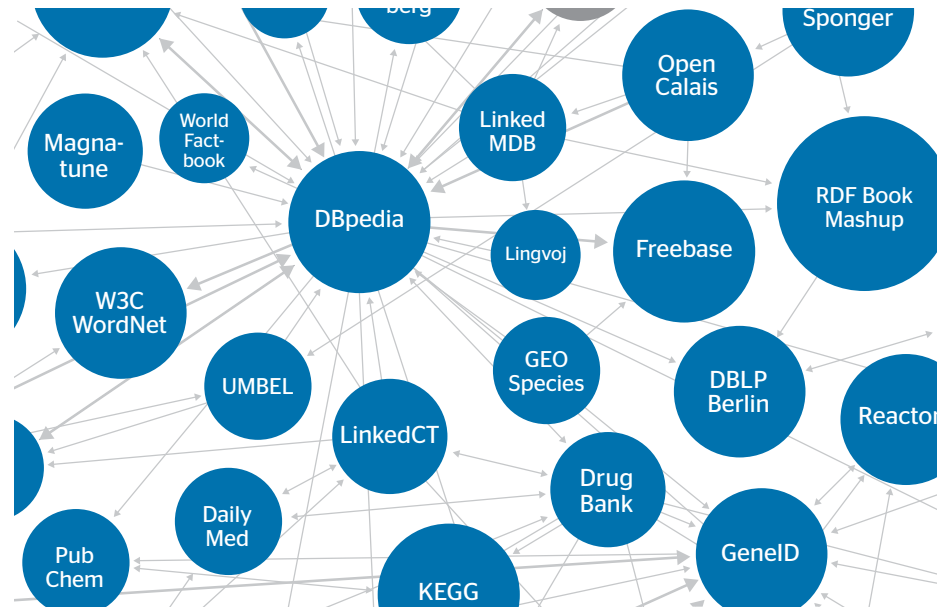 berg
Sponger
Open
Calais
World
Fact-
book
Linked
MDB
Magna-
tune
RDF Book
Mashup
DBpedia
Lingvoj
Freebase
W3C
WordNet
GEO
Species
DBLP
Berlin
UMBEL
Reactor
LinkedCT
Drug
Bank
Daily
Med
Pub
Chem
GeneID
KEGG